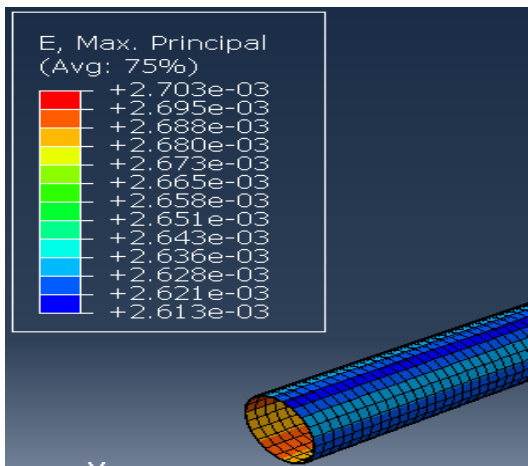 E, Max. Principal
(Avg: 75%)
+2.703e-03
+2.695e-03
+2.688e-03
+2.680e-03
+2.673e-03
+2.665e-03
+2.658e-03
+2.651e-03
+2.643e-03
+2.636e-03
+2.628e-03
+2.621e-03
+2.613e-03